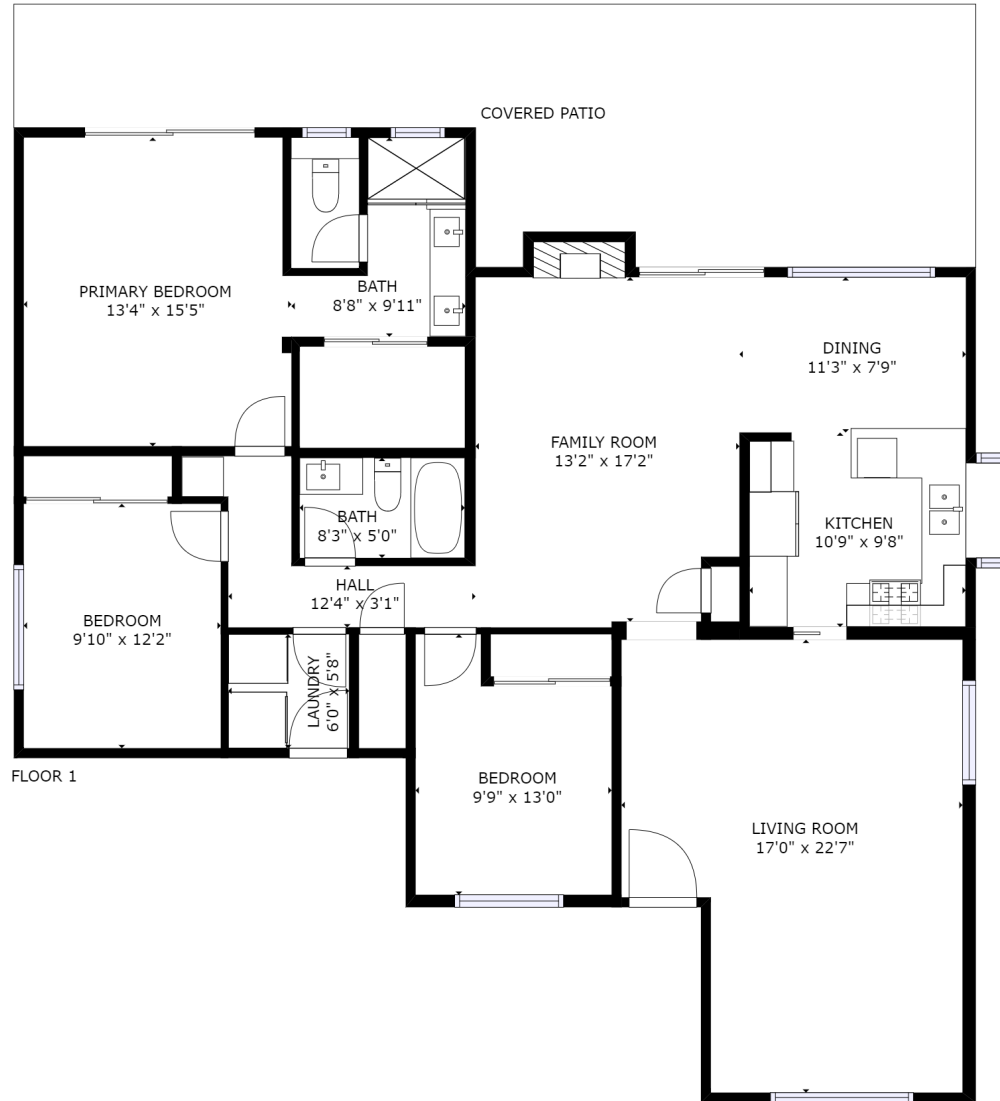 COVERED PATIO
PRIMARY BEDROOM
13'4" x 15'5"
BATH
8'8" x 9'11"
DINING
11'3" x 7'9"
FAMILY ROOM
13'2" x 17'2"
KITCHEN
10'9" x 9'8"
BATH
8'3" x 5'0"
HALL
12'4" x 3'1"
BEDROOM
9'10" x 12'2"
LAUNDRY
6'0" x 5'8"
FLOOR 1
BEDROOM
9'9" x 13'0"
LIVING ROOM
17'0" x 22'7"